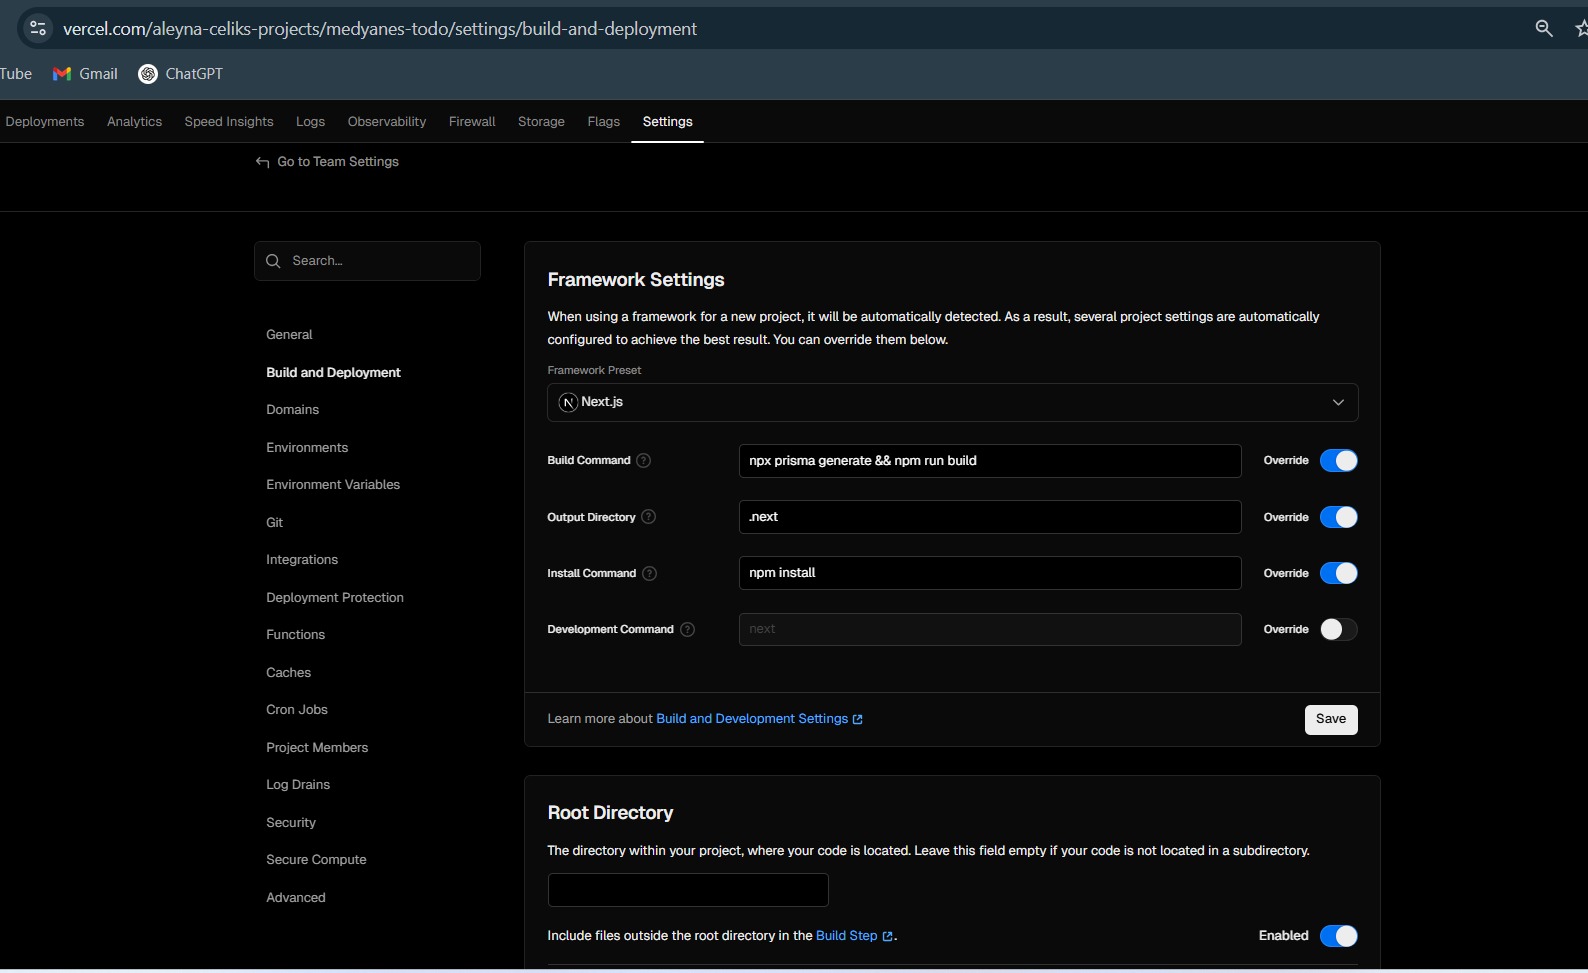 vercel.com/aleyna-celiks-projects/medyanes-todo/settings/build-and-deployment
Tube Gmail ChatGPT
Deployments Analytics Speed Insights Logs Observability Firewall Storage Flags Settings
Go to Team Settings
Search...
General
Build and Deployment
Domains
Environments
Environment Variables
Git
Integrations
Deployment Protection
Functions
Caches
Cron Jobs
Project Members
Log Drains
Security
Secure Compute
Advanced
Framework Settings
When using a framework for a new project, it will be automatically detected. As a result, several project settings are automatically
configured to achieve the best result. You can override them below.
Framework Preset
N Next.js
Build Command ? npx prisma generate && npm run build Override
Output Directory ? .next Override
Install Command ? npm install Override
Development Command ? next Override
Learn more about Build and Development Settings
Save
Root Directory
The directory within your project, where your code is located. Leave this field empty if your code is not located in a subdirectory.
Include files outside the root directory in the Build Step. Enabled